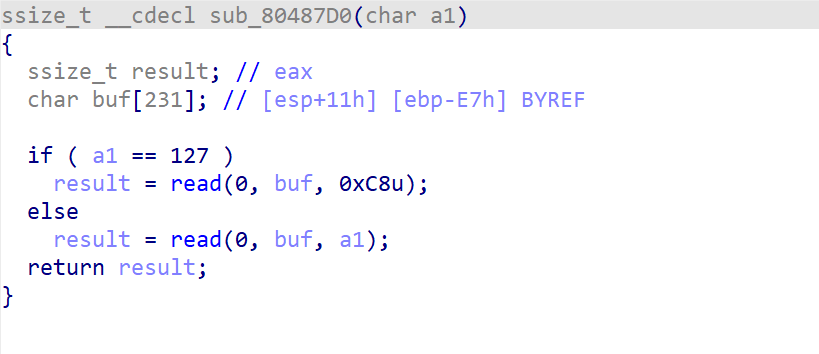 ssize_t __cdecl sub_80487D0(char a1)
{
ssize_t result; // eax
char buf[231]; // [esp+11h] [ebp-E7h] BYREF
if ( a1 == 127 )
result = read(0, buf, 0xC8u);
else
result = read(0, buf, a1);
return result;
}